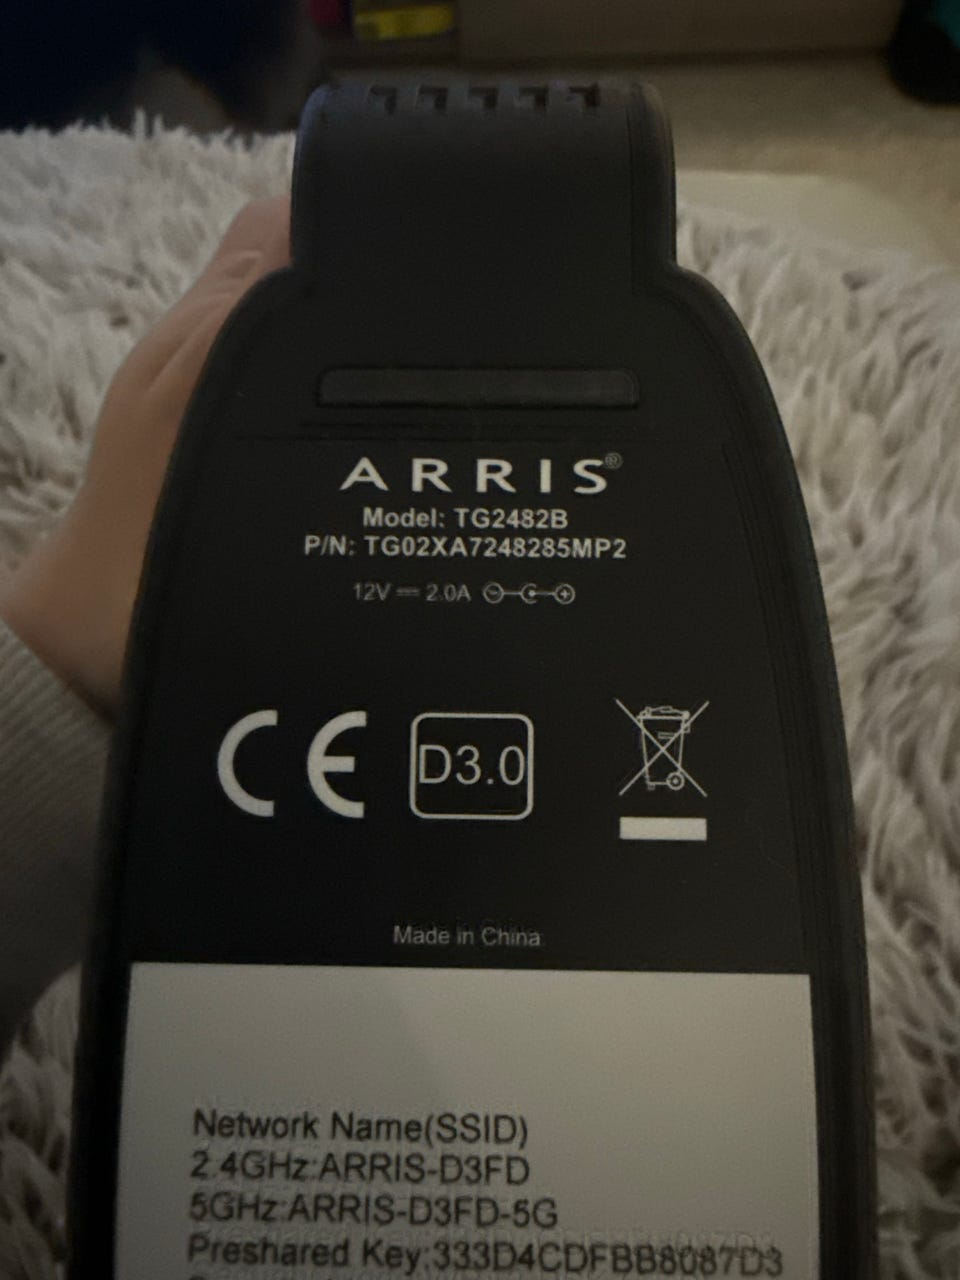 ARRIS®
Model: TG2482B
P/N: TG02XA7248285MP2
12V ⎓ 2.0A
CE D3.0
Made in China
Network Name(SSID)
2.4GHz:ARRIS-D3FD
5GHz:ARRIS-D3FD-5G
Preshared Key:333D4CDFBB8087D3